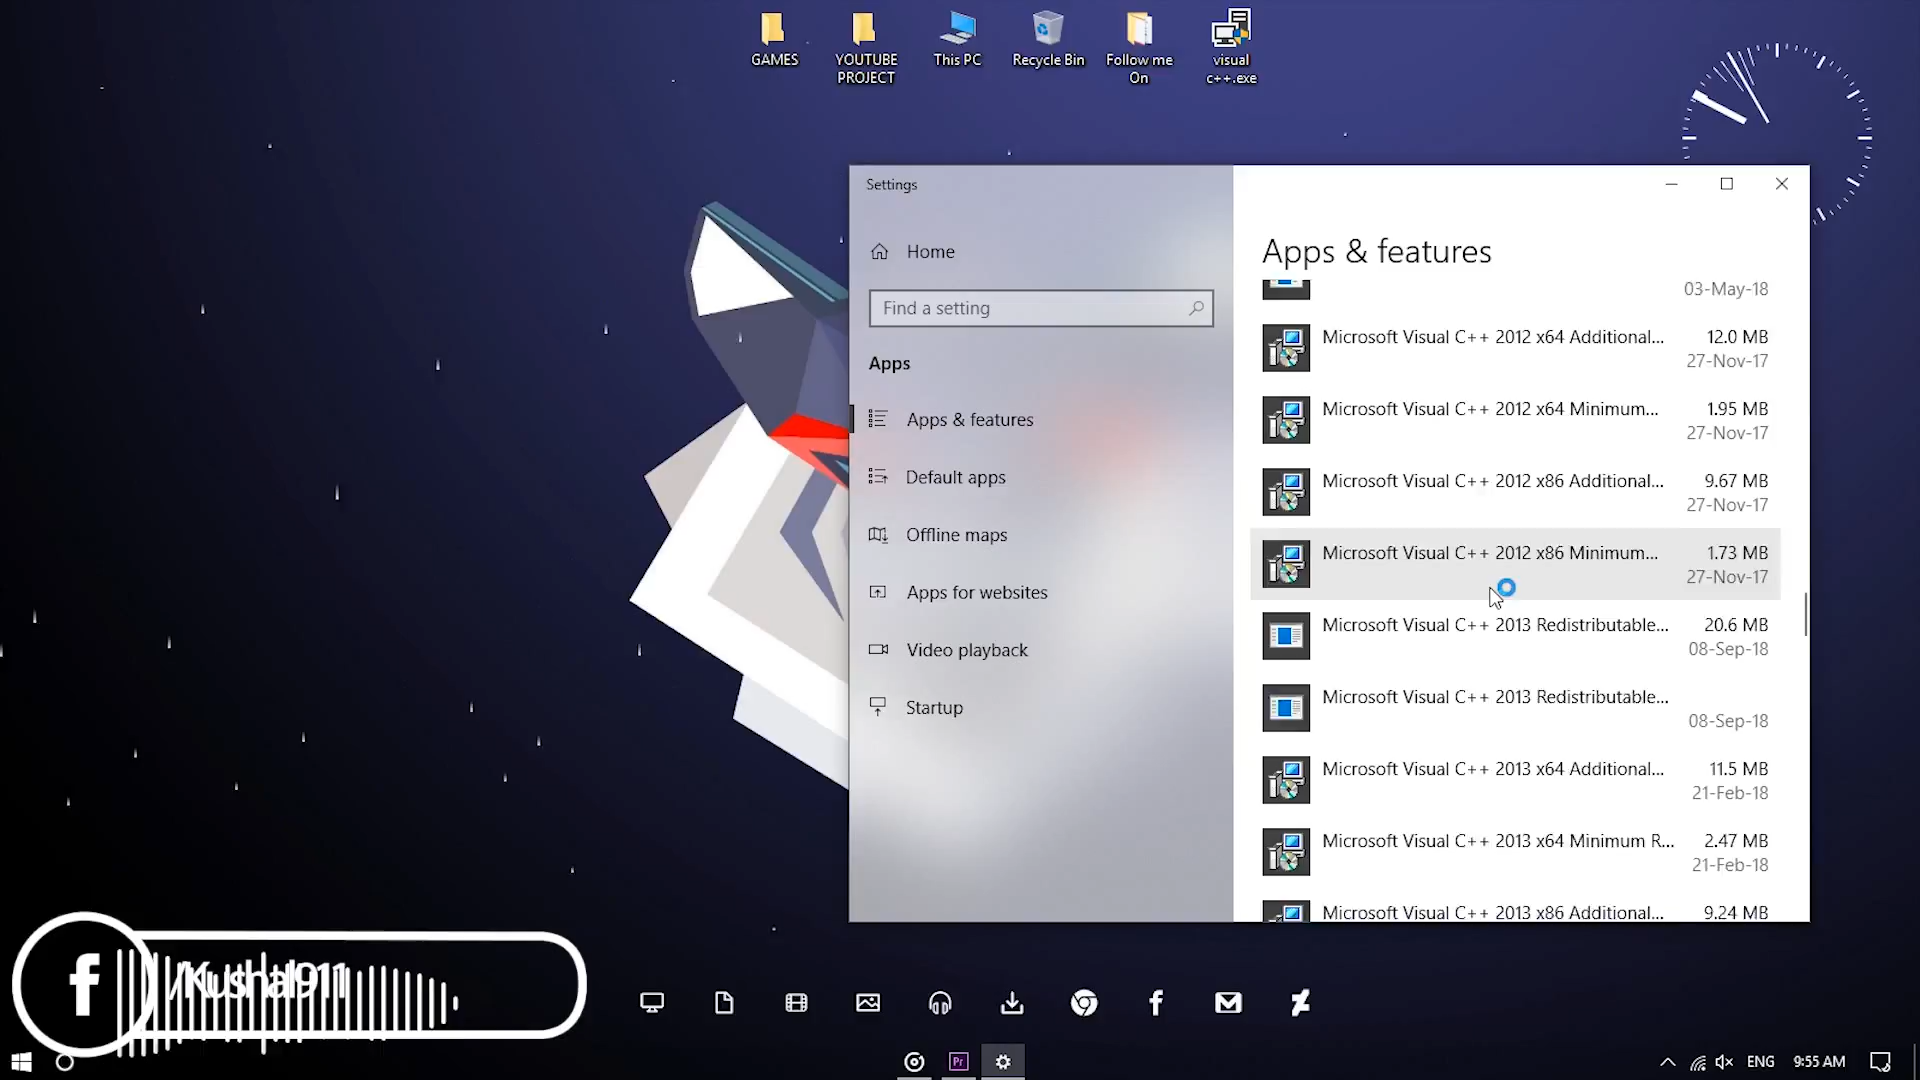 GAMES
YOUTUBE
PROJECT
This PC
Recycle Bin
Follow me
On
visual
c++.exe
Settings
Home
Find a setting
Apps
Apps & features
Default apps
Offline maps
Apps for websites
Video playback
Startup
Apps & features
03-May-18
Microsoft Visual C++ 2012 x64 Additional... 12.0 MB
27-Nov-17
Microsoft Visual C++ 2012 x64 Minimum... 1.95 MB
27-Nov-17
Microsoft Visual C++ 2012 x86 Additional... 9.67 MB
27-Nov-17
Microsoft Visual C++ 2012 x86 Minimum... 1.73 MB
27-Nov-17
Microsoft Visual C++ 2013 Redistributable... 20.6 MB
08-Sep-18
Microsoft Visual C++ 2013 Redistributable...
08-Sep-18
Microsoft Visual C++ 2013 x64 Additional... 11.5 MB
21-Feb-18
Microsoft Visual C++ 2013 x64 Minimum R... 2.47 MB
21-Feb-18
Microsoft Visual C++ 2013 x86 Additional... 9.24 MB
f /Kushal911
Pr
ENG 9:55 AM